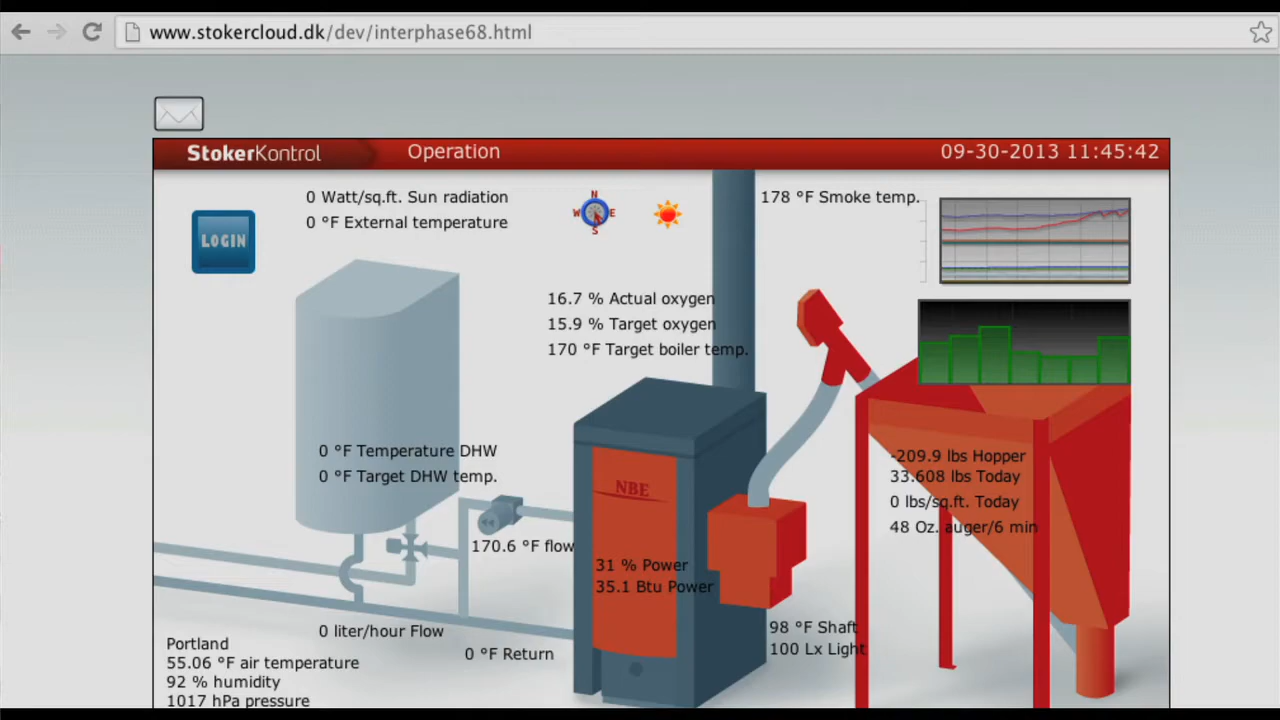 www.stokercloud.dk/dev/interphase68.html
StokerKontrol
Operation
09-30-2013 11:45:42
0 Watt/sq.ft. Sun radiation
0 °F External temperature
LOGIN
N
W E
S
178 °F Smoke temp.
16.7 % Actual oxygen
15.9 % Target oxygen
170 °F Target boiler temp.
0 °F Temperature DHW
0 °F Target DHW temp.
-209.9 lbs Hopper
33.608 lbs Today
0 lbs/sq.ft. Today
48 Oz. auger/6 min
NBE
170.6 °F flow
31 % Power
35.1 Btu Power
98 °F Shaft
100 Lx Light
0 liter/hour Flow
0 °F Return
Portland
55.06 °F air temperature
92 % humidity
1017 hPa pressure